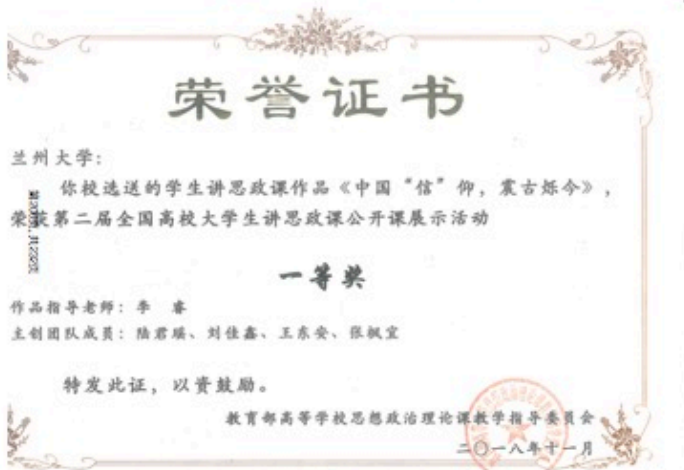 荣誉证书
兰州大学:
你校选送的学生讲思政课作品《中国“信”仰,震古烁今》,
荣获第二届全国高校大学生讲思政课公开课展示活动
一等奖
作品指导老师:李 睿
主创团队成员:陆君瑶、刘佳鑫、王东安、张枫宜
特发此证,以资鼓励。
教育部高等学校思想政治理论课教学指导委员会
二〇一八年十一月